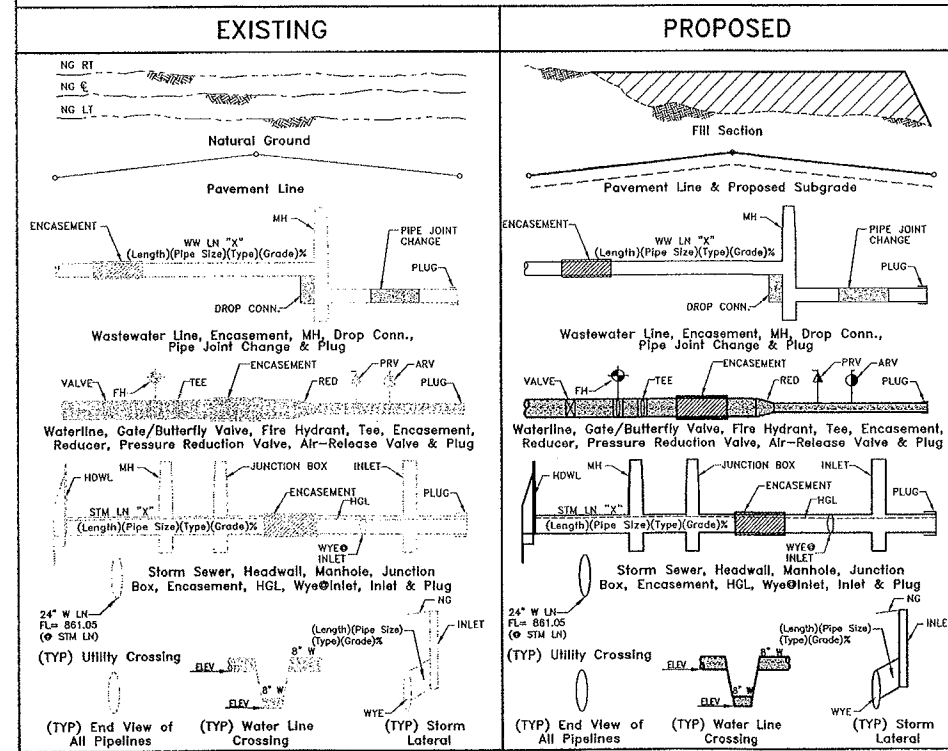 EXISTING
NG RT
NG ℄
NG LT
Natural Ground
Pavement Line
ENCASEMENT
WW LN "X"
(Length)(Pipe Size)(Type)(Grade)%
MH
PIPE JOINT
CHANGE
PLUG
DROP CONN.
Wastewater Line, Encasement, MH, Drop Conn.,
Pipe Joint Change & Plug
VALVE
FH
TEE
ENCASEMENT
RED
PRV
ARV
PLUG
Waterline, Gate/Butterfly Valve, Fire Hydrant, Tee, Encasement,
Reducer, Pressure Reduction Valve, Air-Release Valve & Plug
HDWL
MH
JUNCTION BOX
INLET
ENCASEMENT
HGL
PLUG
STM LN "X"
(Length)(Pipe Size)(Type)(Grade)%
WYE@
INLET
Storm Sewer, Headwall, Manhole, Junction
Box, Encasement, HGL, Wye@Inlet, Inlet & Plug
24" W LN
FL= 861.05
(@ STM LN)
(TYP) Utility Crossing
ELEV
8" W
8" W
ELEV
NG
(Length)(Pipe Size)
(Type)(Grade)%
INLET
WYE
(TYP) End View of
All Pipelines
(TYP) Water Line
Crossing
(TYP) Storm
Lateral
PROPOSED
Fill Section
Pavement Line & Proposed Subgrade
ENCASEMENT
WW LN "X"
(Length)(Pipe Size)(Type)(Grade)%
MH
PIPE JOINT
CHANGE
PLUG
DROP CONN.
Wastewater Line, Encasement, MH, Drop Conn.,
Pipe Joint Change & Plug
VALVE
FH
TEE
ENCASEMENT
RED
PRV
ARV
PLUG
Waterline, Gate/Butterfly Valve, Fire Hydrant, Tee, Encasement,
Reducer, Pressure Reduction Valve, Air-Release Valve & Plug
HDWL
MH
JUNCTION BOX
INLET
ENCASEMENT
HGL
PLUG
STM LN "X"
(Length)(Pipe Size)(Type)(Grade)%
WYE@
INLET
Storm Sewer, Headwall, Manhole, Junction
Box, Encasement, HGL, Wye@Inlet, Inlet & Plug
24" W LN
FL= 861.05
(@ STM LN)
(TYP) Utility Crossing
ELEV
8" W
8" W
ELEV
NG
(Length)(Pipe Size)
(Type)(Grade)%
INLE
WYE
(TYP) End View of
All Pipelines
(TYP) Water Line
Crossing
(TYP) Storm
Lateral